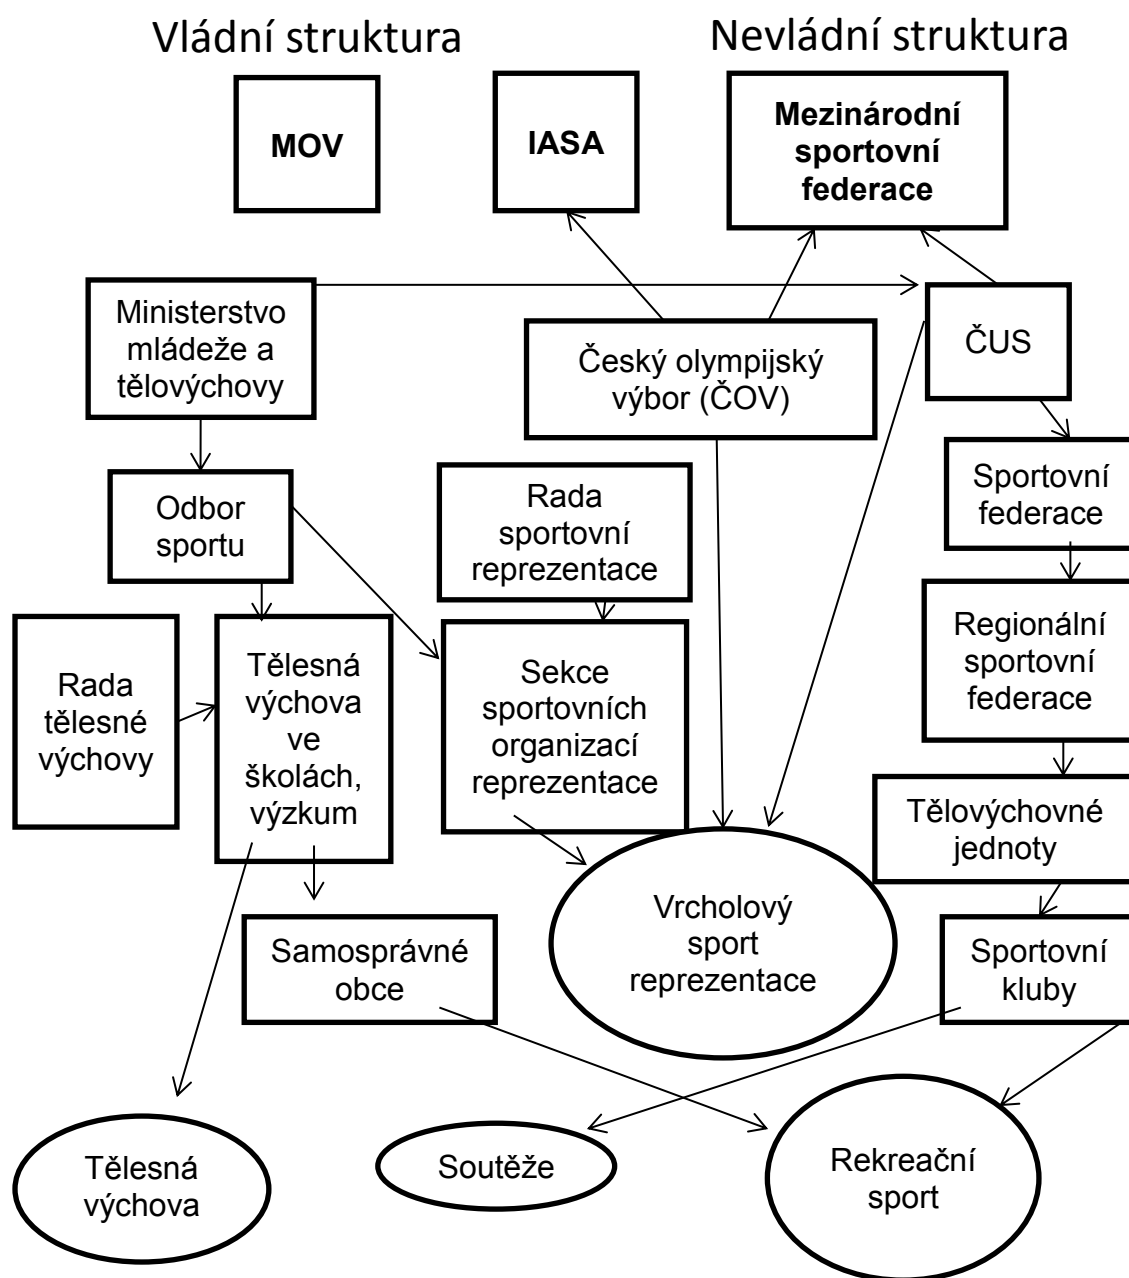 Vládní struktura
Nevládní struktura
MOV
IASA
Mezinárodní
sportovní
federace
Ministerstvo
mládeže a
tělovýchovy
Český olympijský
výbor (ČOV)
ČUS
Odbor
sportu
Rada
sportovní
reprezentace
Sportovní
federace
Rada
tělesné
výchovy
Tělesná
výchova
ve
školách,
výzkum
Sekce
sportovních
organizací
reprezentace
Regionální
sportovní
federace
Tělovýchovné
jednoty
Samosprávné
obce
Vrcholový
sport
reprezentace
Sportovní
kluby
Tělesná
výchova
Soutěže
Rekreační
sport